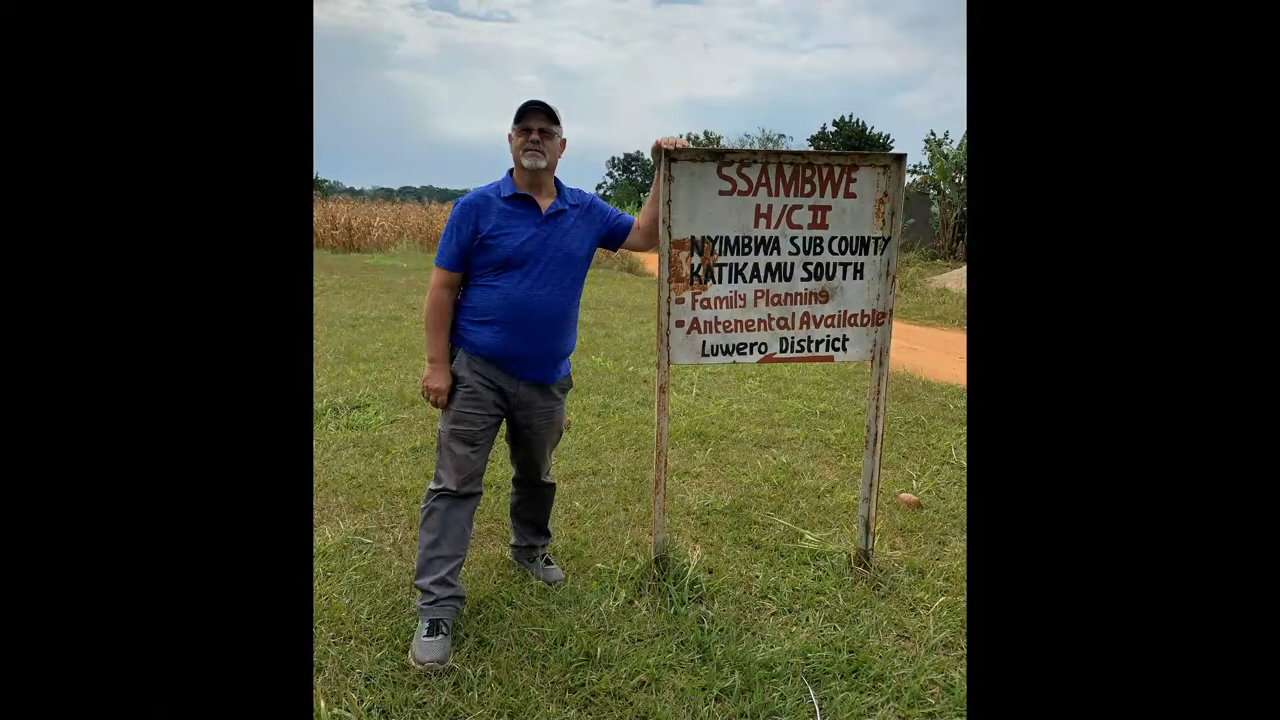 SSAMBWE
H/C II
NYIMBWA SUB COUNTY
KATIKAMU SOUTH
- Family Planning
- Antenental Available
Luwero District